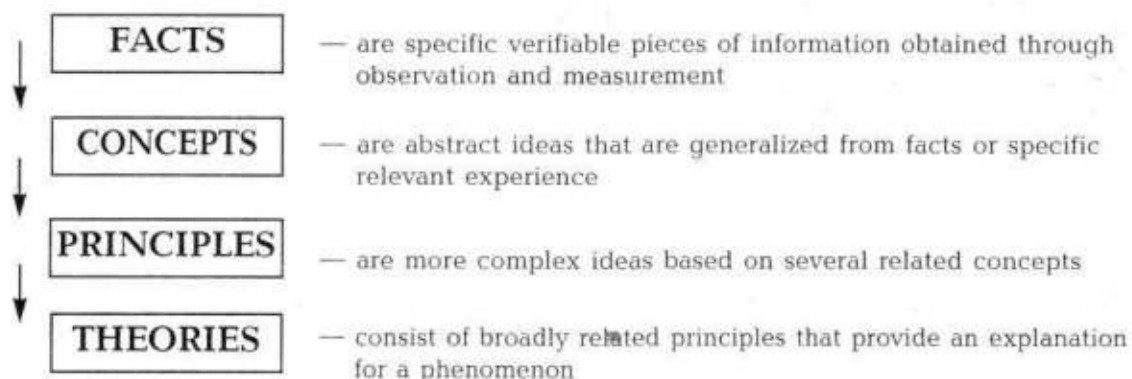 FACTS
— are specific verifiable pieces of information obtained through
observation and measurement
CONCEPTS
— are abstract ideas that are generalized from facts or specific
relevant experience
PRINCIPLES
— are more complex ideas based on several related concepts
THEORIES
— consist of broadly related principles that provide an explanation
for a phenomenon